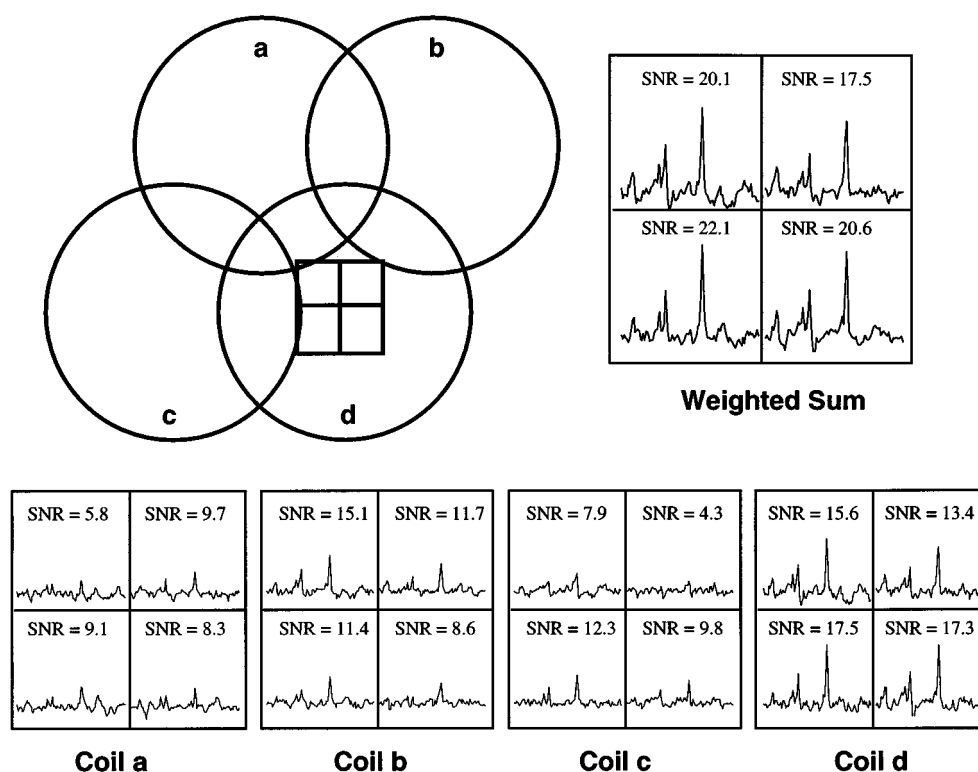 a
b
c
d
SNR = 20.1
SNR = 17.5
SNR = 22.1
SNR = 20.6
Weighted Sum
SNR = 5.8
SNR = 9.7
SNR = 9.1
SNR = 8.3
Coil a
SNR = 15.1
SNR = 11.7
SNR = 11.4
SNR = 8.6
Coil b
SNR = 7.9
SNR = 4.3
SNR = 12.3
SNR = 9.8
Coil c
SNR = 15.6
SNR = 13.4
SNR = 17.5
SNR = 17.3
Coil d